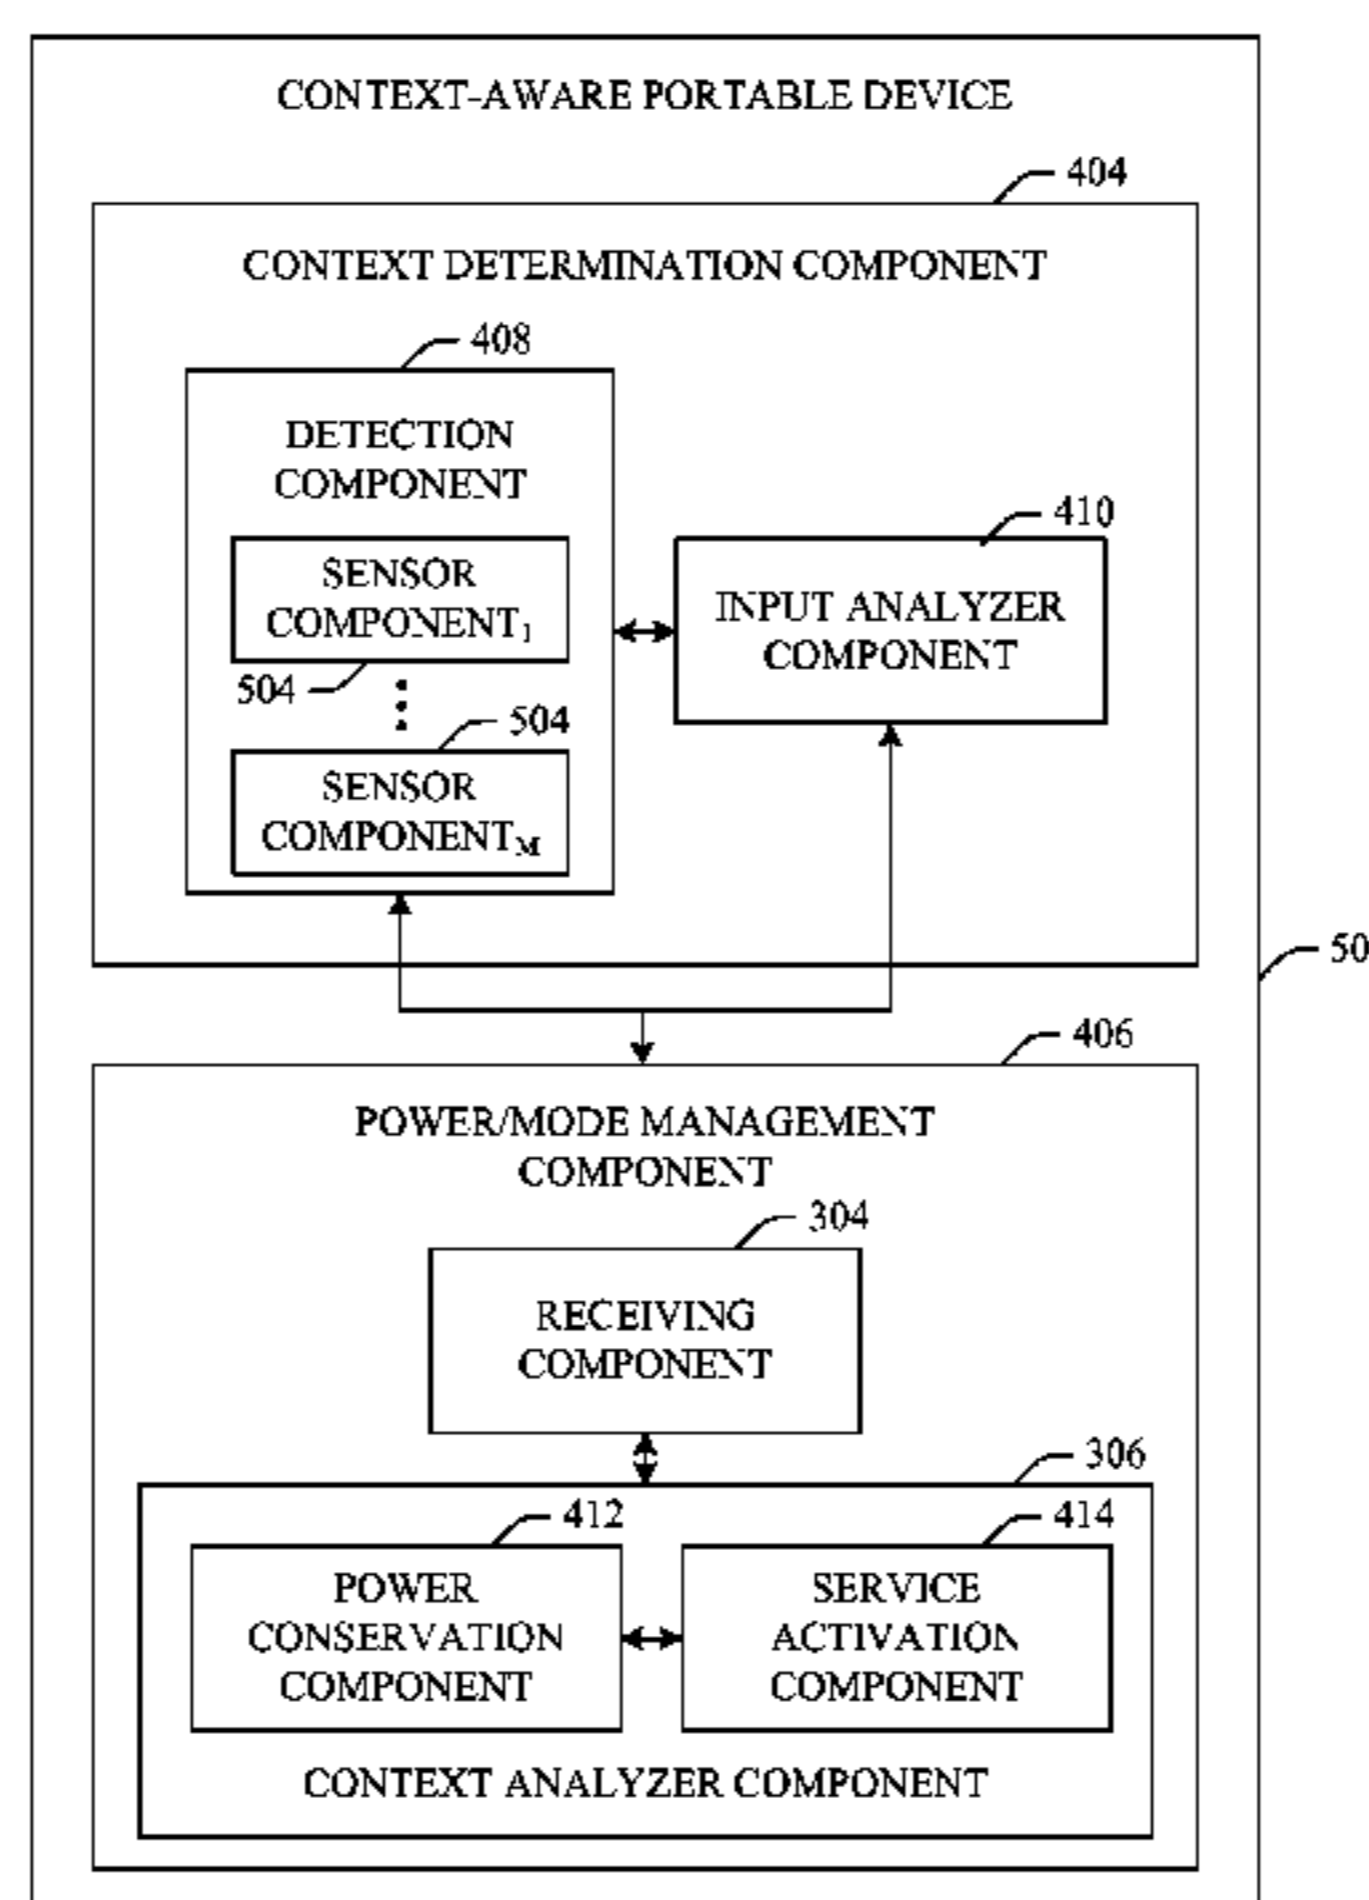 CONTEXT-AWARE PORTABLE DEVICE
404
CONTEXT DETERMINATION COMPONENT
408
DETECTION
COMPONENT
410
SENSOR
COMPONENT1
INPUT ANALYZER
COMPONENT
504
504
SENSOR
COMPONENTM
50
406
POWER/MODE MANAGEMENT
COMPONENT
304
RECEIVING
COMPONENT
306
412
414
POWER
CONSERVATION
COMPONENT
SERVICE
ACTIVATION
COMPONENT
CONTEXT ANALYZER COMPONENT